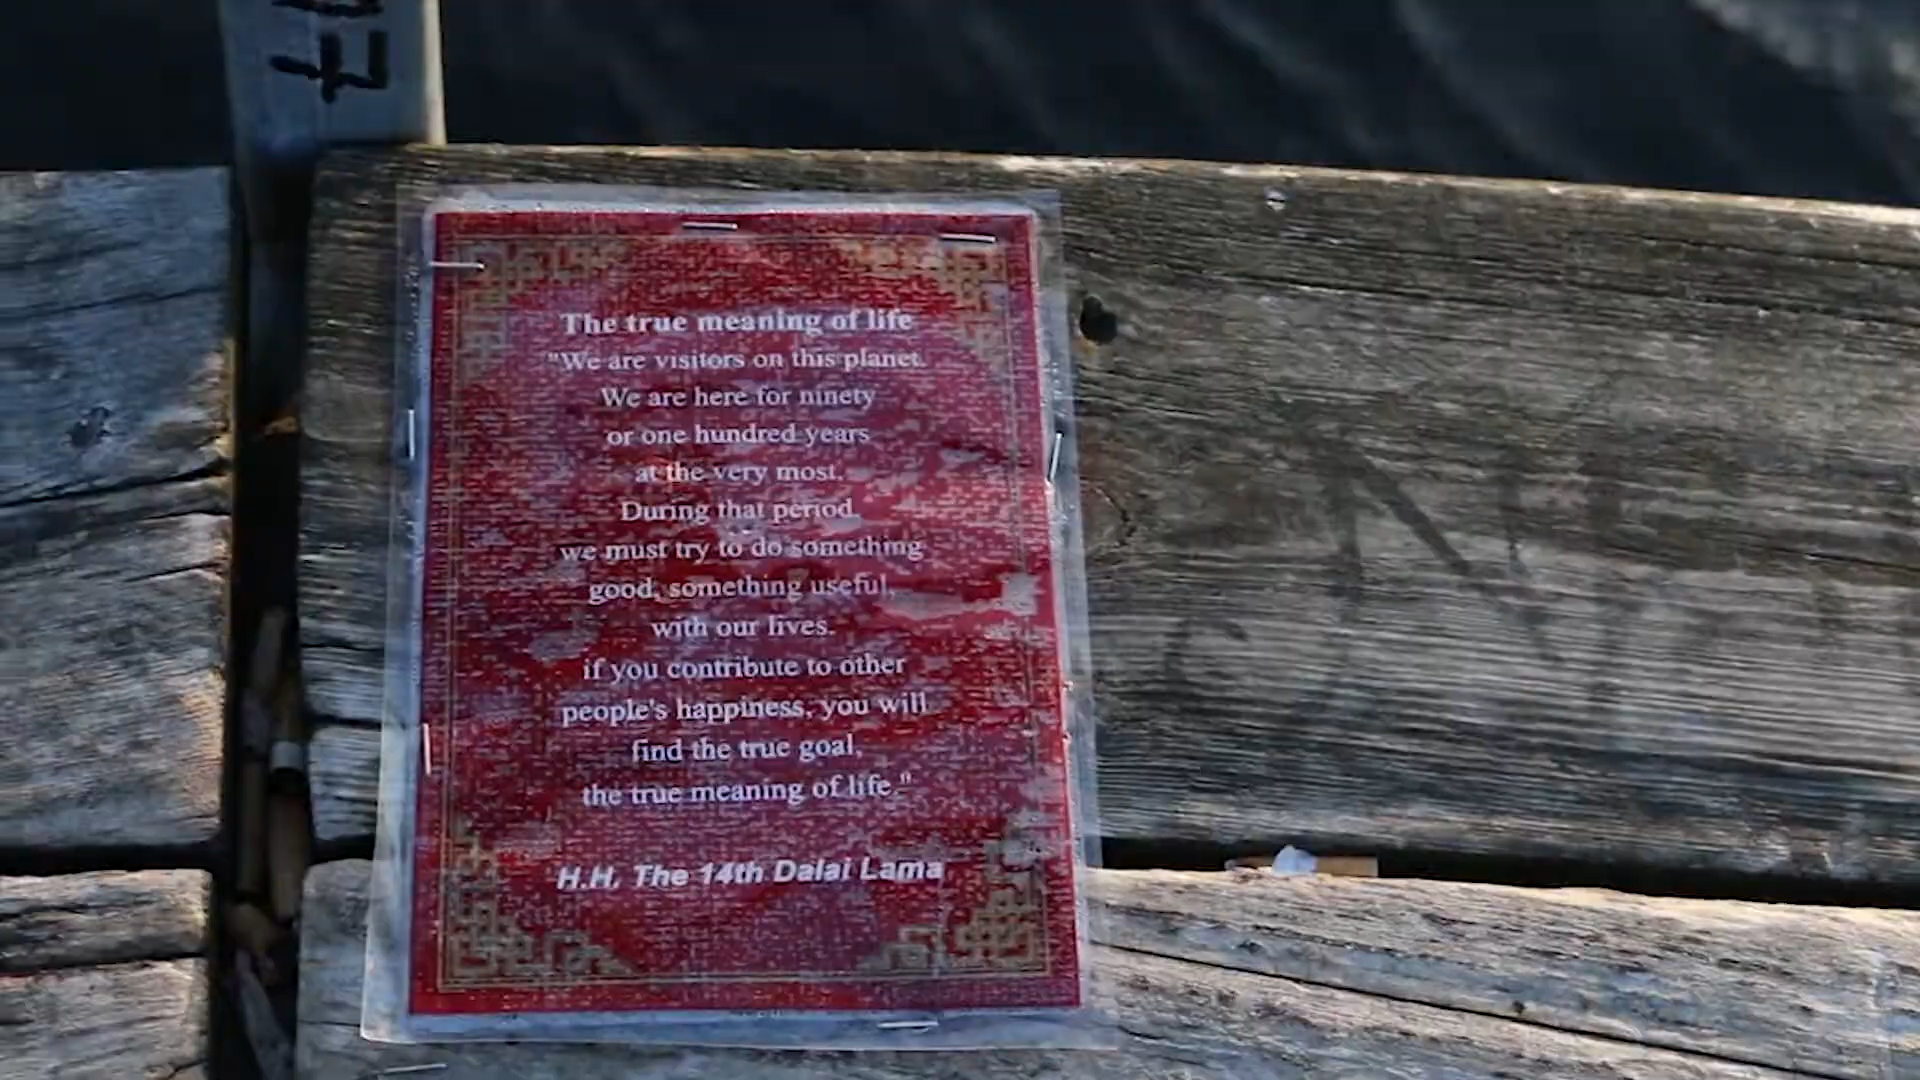 The true meaning of life
"We are visitors on this planet.
We are here for ninety
or one hundred years
at the very most.
During that period,
we must try to do something
good, something useful,
with our lives.
if you contribute to other
people's happiness, you will
find the true goal,
the true meaning of life."
H.H. The 14th Dalai Lama